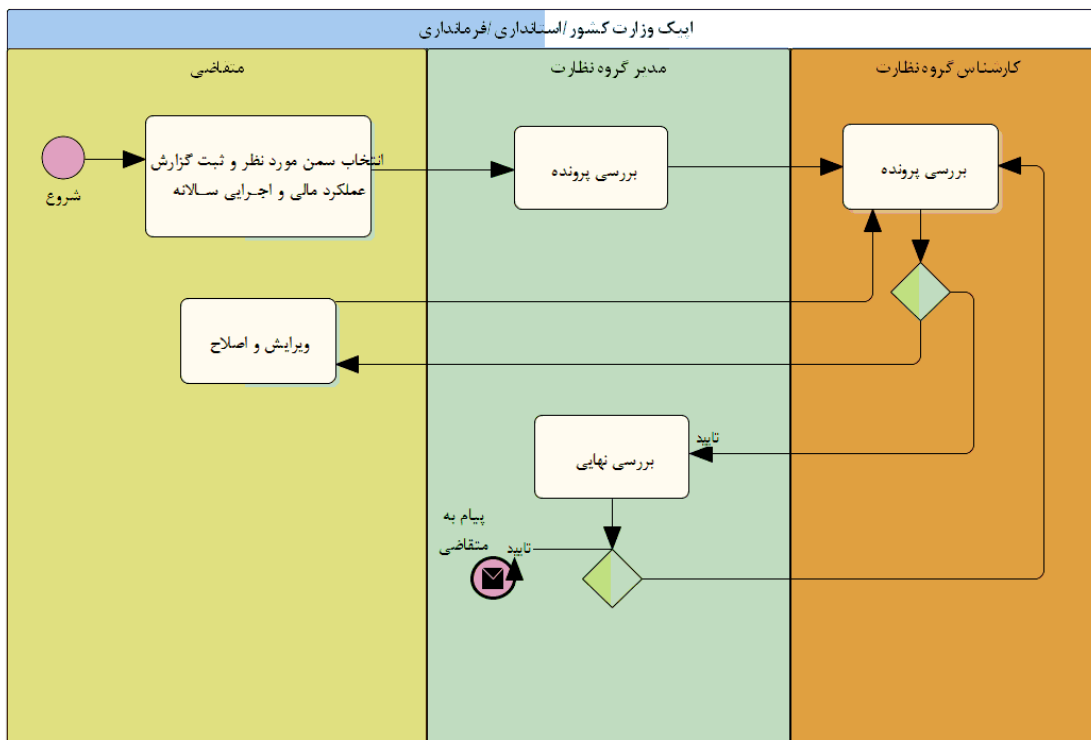 اپیک وزارت کشور/استانداری/فرمانداری
کارشناس گروه نظارت
مدیر گروه نظارت
متقاضی
شروع
انتخاب سمن مورد نظر و ثبت گزارش
عملکرد مالی و اجرایی سالانه
بررسی پرونده
بررسی پرونده
ویرایش و اصلاح
تایید
بررسی نهایی
تایید
پیام به
متقاضی